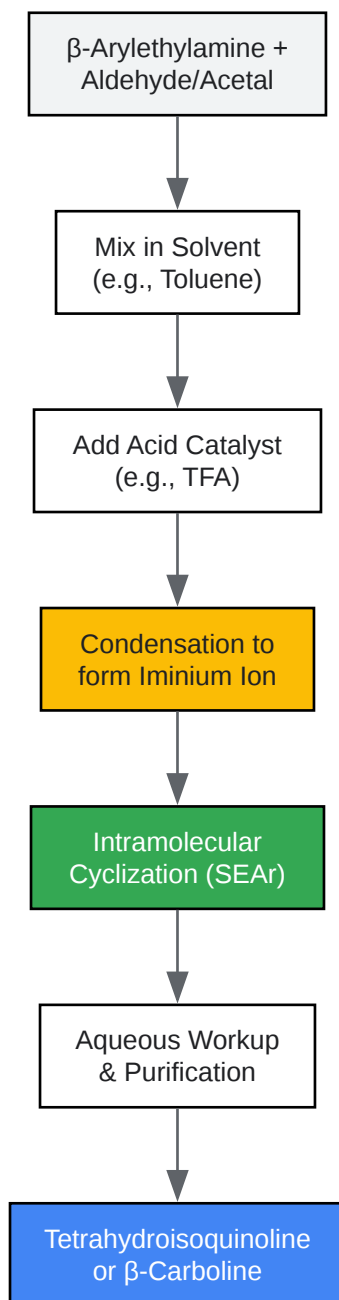 β-Arylethylamine +
Aldehyde/Acetal
Mix in Solvent
(e.g., Toluene)
Add Acid Catalyst
(e.g., TFA)
Condensation to
form Iminium Ion
Intramolecular
Cyclization (SEAr)
Aqueous Workup
& Purification
Tetrahydroisoquinoline
or β-Carboline